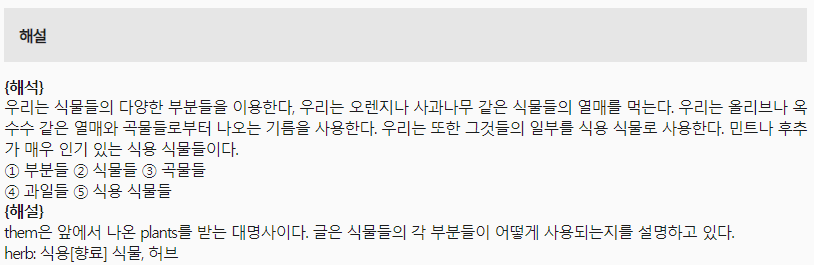 해설
{해석}
우리는 식물들의 다양한 부분들을 이용한다, 우리는 오렌지나 사과나무 같은 식물들의 열매를 먹는다. 우리는 올리브나 옥
수수 같은 열매와 곡물들로부터 나오는 기름을 사용한다. 우리는 또한 그것들의 일부를 식용 식물로 사용한다. 민트나 후추
가 매우 인기 있는 식용 식물들이다.
① 부분들 ② 식물들 ③ 곡물들
④ 과일들 ⑤ 식용 식물들
{해설}
them은 앞에서 나온 plants를 받는 대명사이다. 글은 식물들의 각 부분들이 어떻게 사용되는지를 설명하고 있다.
herb: 식용[향료] 식물, 허브